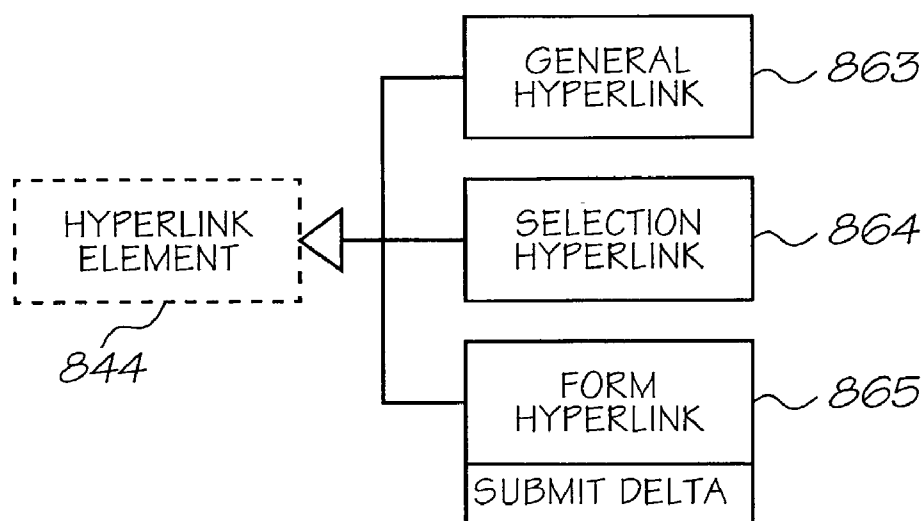 GENERAL
HYPERLINK
863
HYPERLINK
ELEMENT
844
SELECTION
HYPERLINK
864
FORM
HYPERLINK
865
SUBMIT DELTA